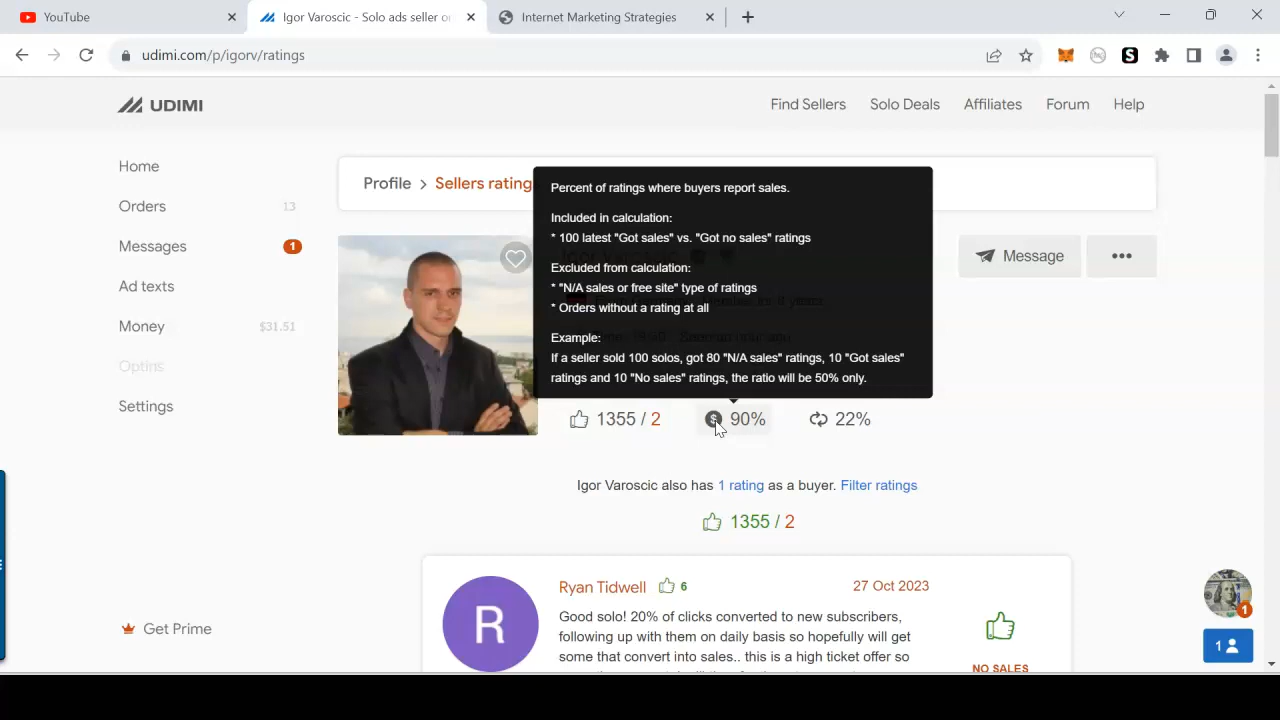 YouTube
Igor Varoscic - Solo ads seller o
Internet Marketing Strategies
udimi.com/p/igorv/ratings
UDIMI
Find Sellers
Solo Deals
Affiliates
Forum
Help
Home
Orders 13
Messages 1
Ad texts
Money $31.51
Optins
Settings
Get Prime
Profile > Sellers rating
Percent of ratings where buyers report sales.
Included in calculation:
* 100 latest "Got sales" vs. "Got no sales" ratings
Excluded from calculation:
* "N/A sales or free site" type of ratings
* Orders without a rating at all
Example:
If a seller sold 100 solos, got 80 "N/A sales" ratings, 10 "Got sales"
ratings and 10 "No sales" ratings, the ratio will be 50% only.
Message
1355 / 2
$ 90%
22%
Igor Varoscic also has 1 rating as a buyer. Filter ratings
1355 / 2
R
Ryan Tidwell 6
27 Oct 2023
Good solo! 20% of clicks converted to new subscribers,
following up with them on daily basis so hopefully will get
some that convert into sales.. this is a high ticket offer so
NO SALES
1
1